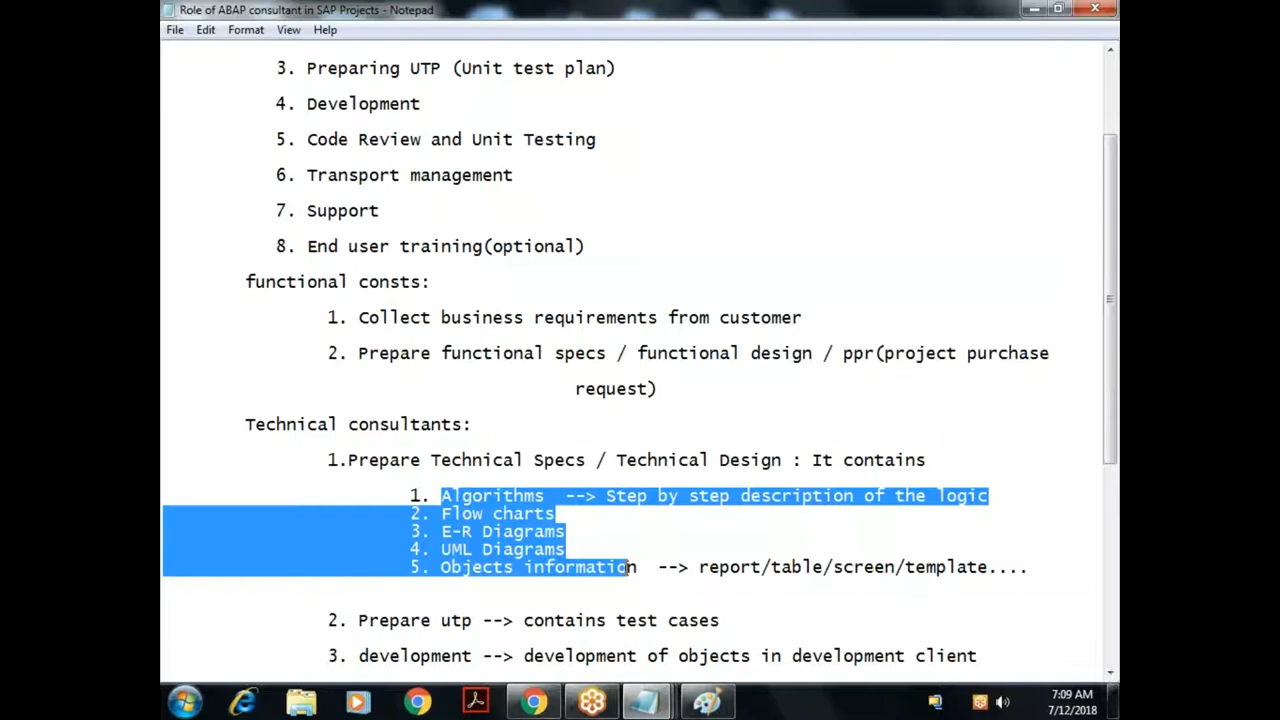 Role of ABAP consultant in SAP Projects - Notepad
File Edit Format View Help
3. Preparing UTP (Unit test plan)
4. Development
5. Code Review and Unit Testing
6. Transport management
7. Support
8. End user training(optional)
functional consts:
1. Collect business requirements from customer
2. Prepare functional specs / functional design / ppr(project purchase
request)
Technical consultants:
1.Prepare Technical Specs / Technical Design : It contains
1. Algorithms --> Step by step description of the logic
2. Flow charts
3. E-R Diagrams
4. UML Diagrams
5. Objects information --> report/table/screen/template....
2. Prepare utp --> contains test cases
3. development --> development of objects in development client
7:09 AM
7/12/2018